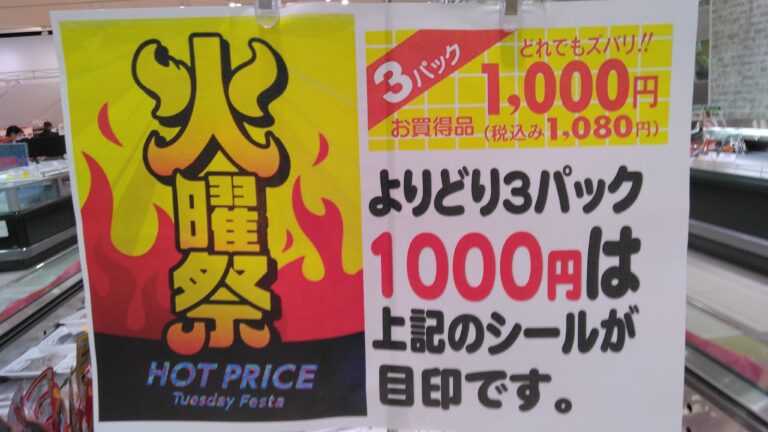 火曜祭
HOT PRICE
Tuesday Festa
3パック
どれでもズバリ!!
1,000円
お買得品
(税込み1,080円)
よりどり3パック
1000円は
上記のシールが
目印です。